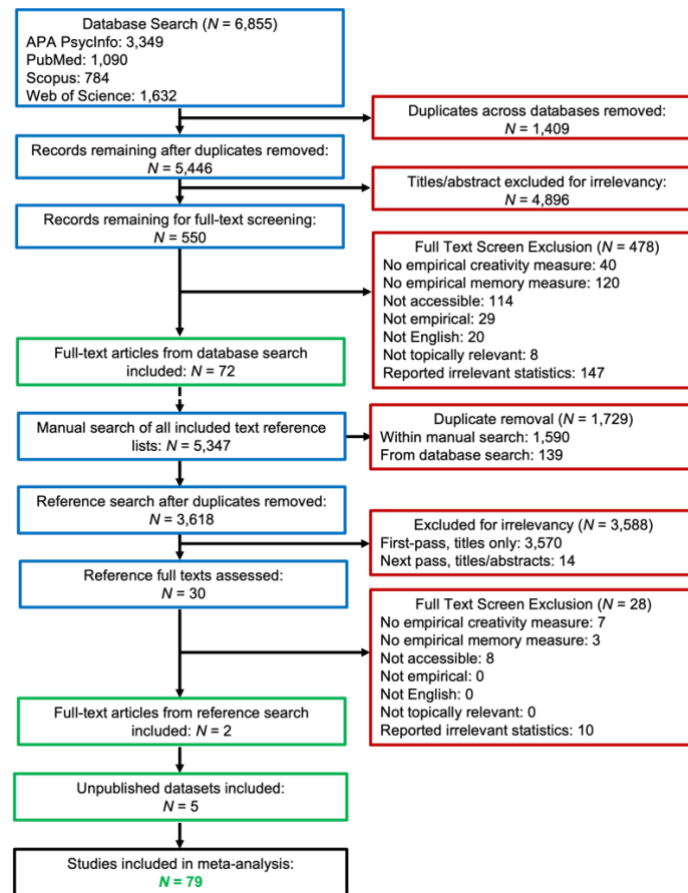 Database Search (N = 6,855)
APA PsycInfo: 3,349
PubMed: 1,090
Scopus: 784
Web of Science: 1,632
Duplicates across databases removed:
N = 1,409
Records remaining after duplicates removed:
N = 5,446
Titles/abstract excluded for irrelevancy:
N = 4,896
Records remaining for full-text screening:
N = 550
Full Text Screen Exclusion (N = 478)
No empirical creativity measure: 40
No empirical memory measure: 120
Not accessible: 114
Not empirical: 29
Not English: 20
Not topically relevant: 8
Reported irrelevant statistics: 147
Full-text articles from database search
included: N = 72
Manual search of all included text reference
lists: N = 5,347
Duplicate removal (N = 1,729)
Within manual search: 1,590
From database search: 139
Reference search after duplicates removed:
N = 3,618
Excluded for irrelevancy (N = 3,588)
First-pass, titles only: 3,570
Next pass, titles/abstracts: 14
Reference full texts assessed:
N = 30
Full Text Screen Exclusion (N = 28)
No empirical creativity measure: 7
No empirical memory measure: 3
Not accessible: 8
Not empirical: 0
Not English: 0
Not topically relevant: 0
Reported irrelevant statistics: 10
Full-text articles from reference search
included: N = 2
Unpublished datasets included:
N = 5
Studies included in meta-analysis:
N = 79